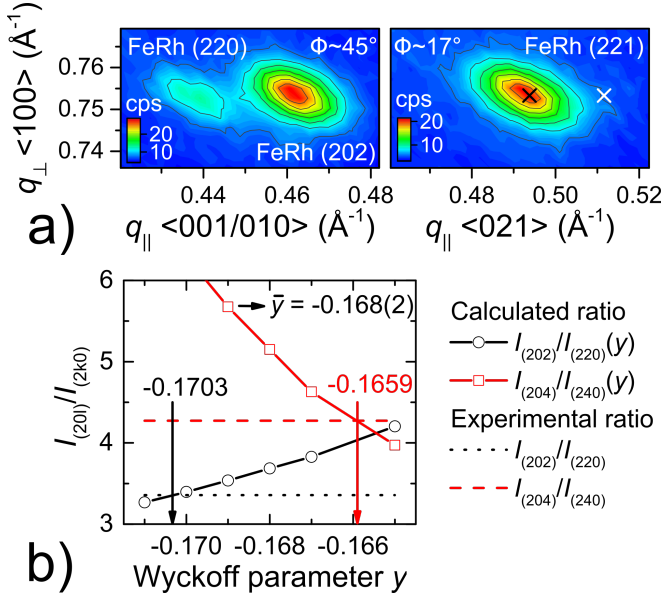 a)
FeRh (220)
Φ~45°
FeRh (202)
cps
20
10
0.76
0.75
0.74
q⊥ <100> (Å-1)
0.44
0.46
0.48
q|| <001/010> (Å-1)
Φ~17°
FeRh (221)
cps
20
10
0.48
0.50
0.52
q|| <021> (Å-1)
b)
6
5
4
3
I(20l)/I(2k0)
ȳ = -0.168(2)
-0.1703
-0.1659
-0.170
-0.168
-0.166
Wyckoff parameter y
Calculated ratio
I(202)/I(220)(y)
I(204)/I(240)(y)
Experimental ratio
I(202)/I(220)
I(204)/I(240)